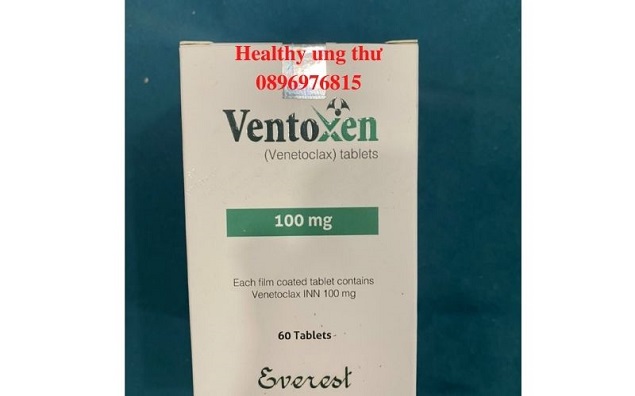 Healthy ung thư
0896976815
Ventoxen
(Venetoclax) tablets
100 mg
Each film coated tablet contains
Venetoclax INN 100 mg
60 Tablets
Everest